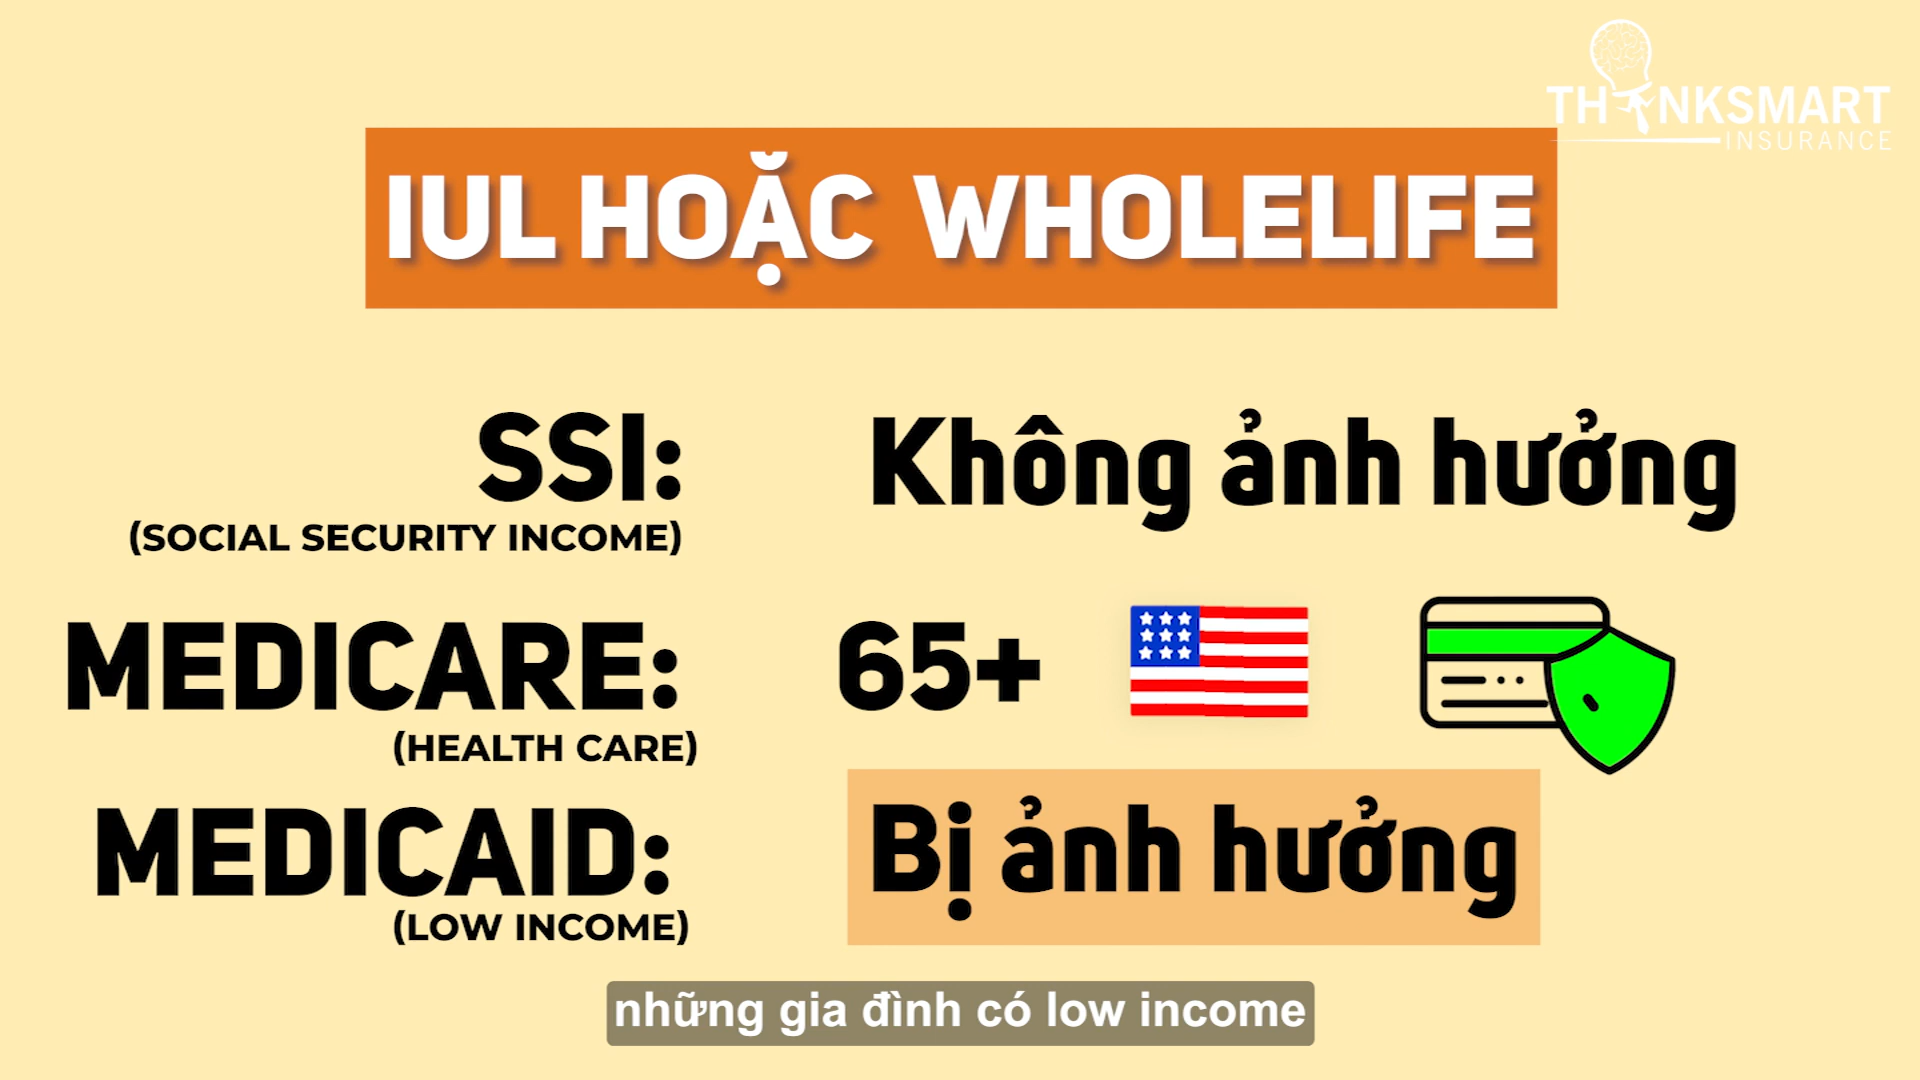 THINKSMART
INSURANCE
IUL HOẶC WHOLELIFE
SSI: Không ảnh hưởng
(SOCIAL SECURITY INCOME)
MEDICARE: 65+
(HEALTH CARE)
MEDICAID: Bị ảnh hưởng
(LOW INCOME)
những gia đình có low income